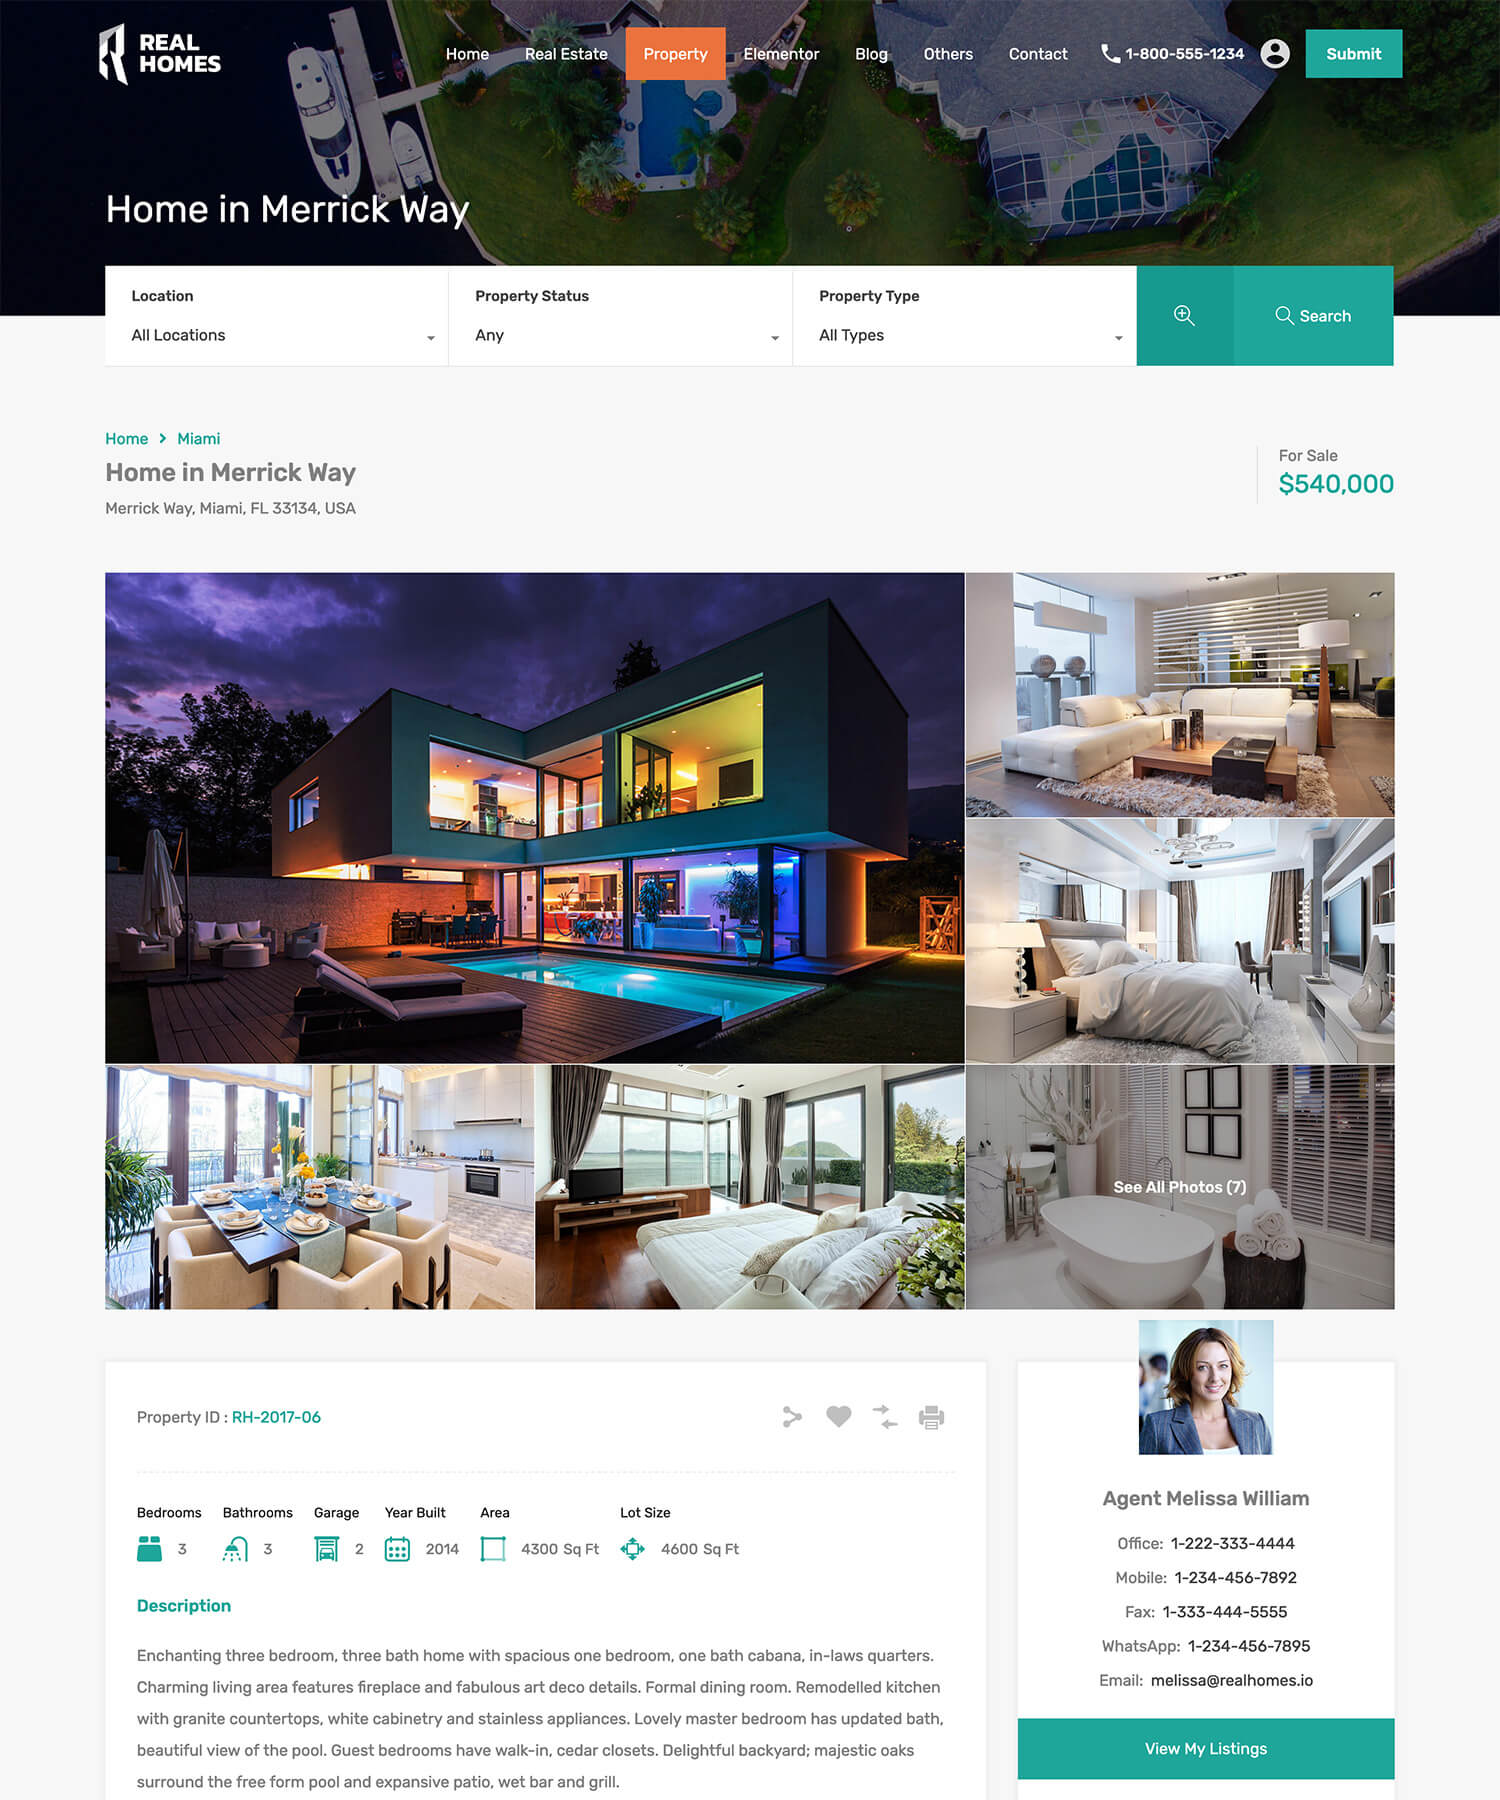 REAL
HOMES
Home
Real Estate
Property
Elementor
Blog
Others
Contact
1-800-555-1234
Submit
Home in Merrick Way
Location
All Locations
Property Status
Any
Property Type
All Types
Search
Home > Miami
Home in Merrick Way
Merrick Way, Miami, FL 33134, USA
For Sale
$540,000
See All Photos (7)
Property ID : RH-2017-06
Bedrooms
3
Bathrooms
3
Garage
2
Year Built
2014
Area
4300 Sq Ft
Lot Size
4600 Sq Ft
Description
Enchanting three bedroom, three bath home with spacious one bedroom, one bath cabana, in-laws quarters.
Charming living area features fireplace and fabulous art deco details. Formal dining room. Remodelled kitchen
with granite countertops, white cabinetry and stainless appliances. Lovely master bedroom has updated bath,
beautiful view of the pool. Guest bedrooms have walk-in, cedar closets. Delightful backyard; majestic oaks
surround the free form pool and expansive patio, wet bar and grill.
Agent Melissa William
Office: 1-222-333-4444
Mobile: 1-234-456-7892
Fax: 1-333-444-5555
WhatsApp: 1-234-456-7895
Email: melissa@realhomes.io
View My Listings